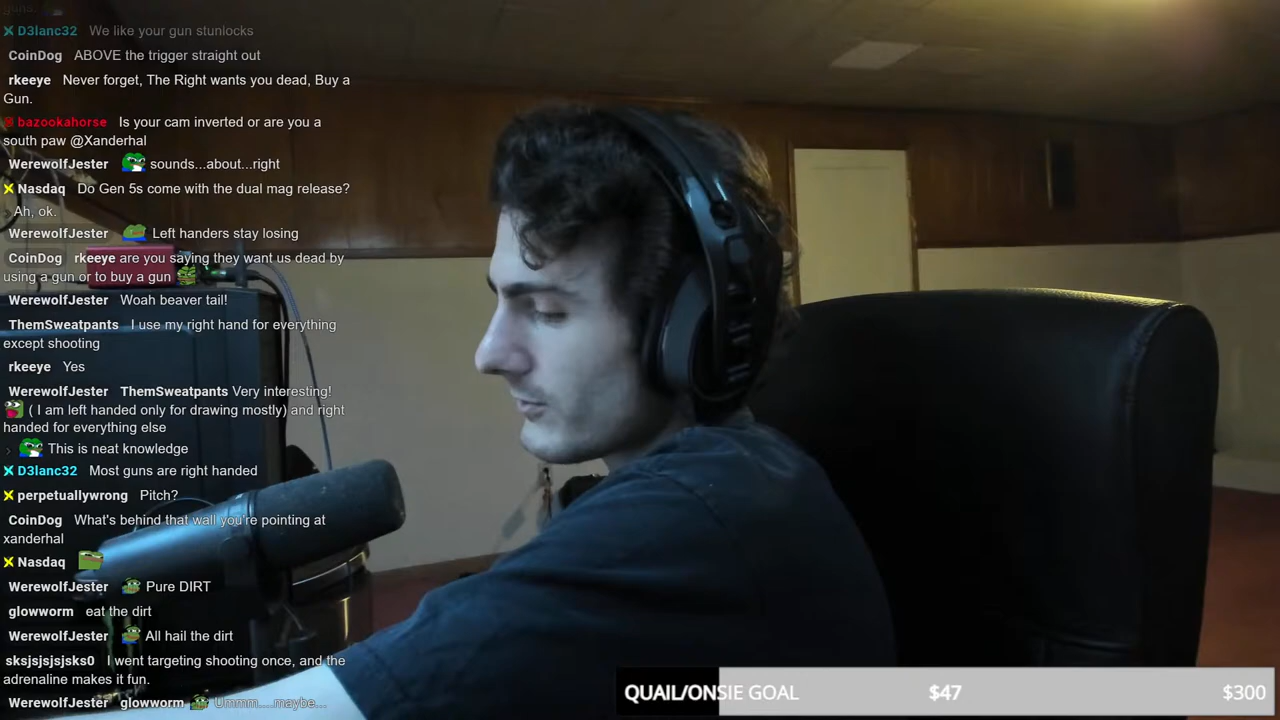 guns.
D3lanc32 We like your gun stunlocks
CoinDog ABOVE the trigger straight out
rkeeye Never forget, The Right wants you dead, Buy a
Gun.
bazookahorse Is your cam inverted or are you a
south paw @Xanderhal
WerewolfJester sounds...about...right
Nasdaq Do Gen 5s come with the dual mag release?
Ah, ok.
WerewolfJester Left handers stay losing
CoinDog rkeeye are you saying they want us dead by
using a gun or to buy a gun
WerewolfJester Woah beaver tail!
ThemSweatpants I use my right hand for everything
except shooting
rkeeye Yes
WerewolfJester ThemSweatpants Very interesting!
( I am left handed only for drawing mostly) and right
handed for everything else
This is neat knowledge
D3lanc32 Most guns are right handed
perpetuallywrong Pitch?
CoinDog What's behind that wall you're pointing at
xanderhal
Nasdaq
WerewolfJester Pure DIRT
glowworm eat the dirt
WerewolfJester All hail the dirt
sksjsjsjsjsks0 I went targeting shooting once, and the
adrenaline makes it fun.
WerewolfJester glowworm Ummm....maybe...
QUAIL/ONSIE GOAL $47 $300